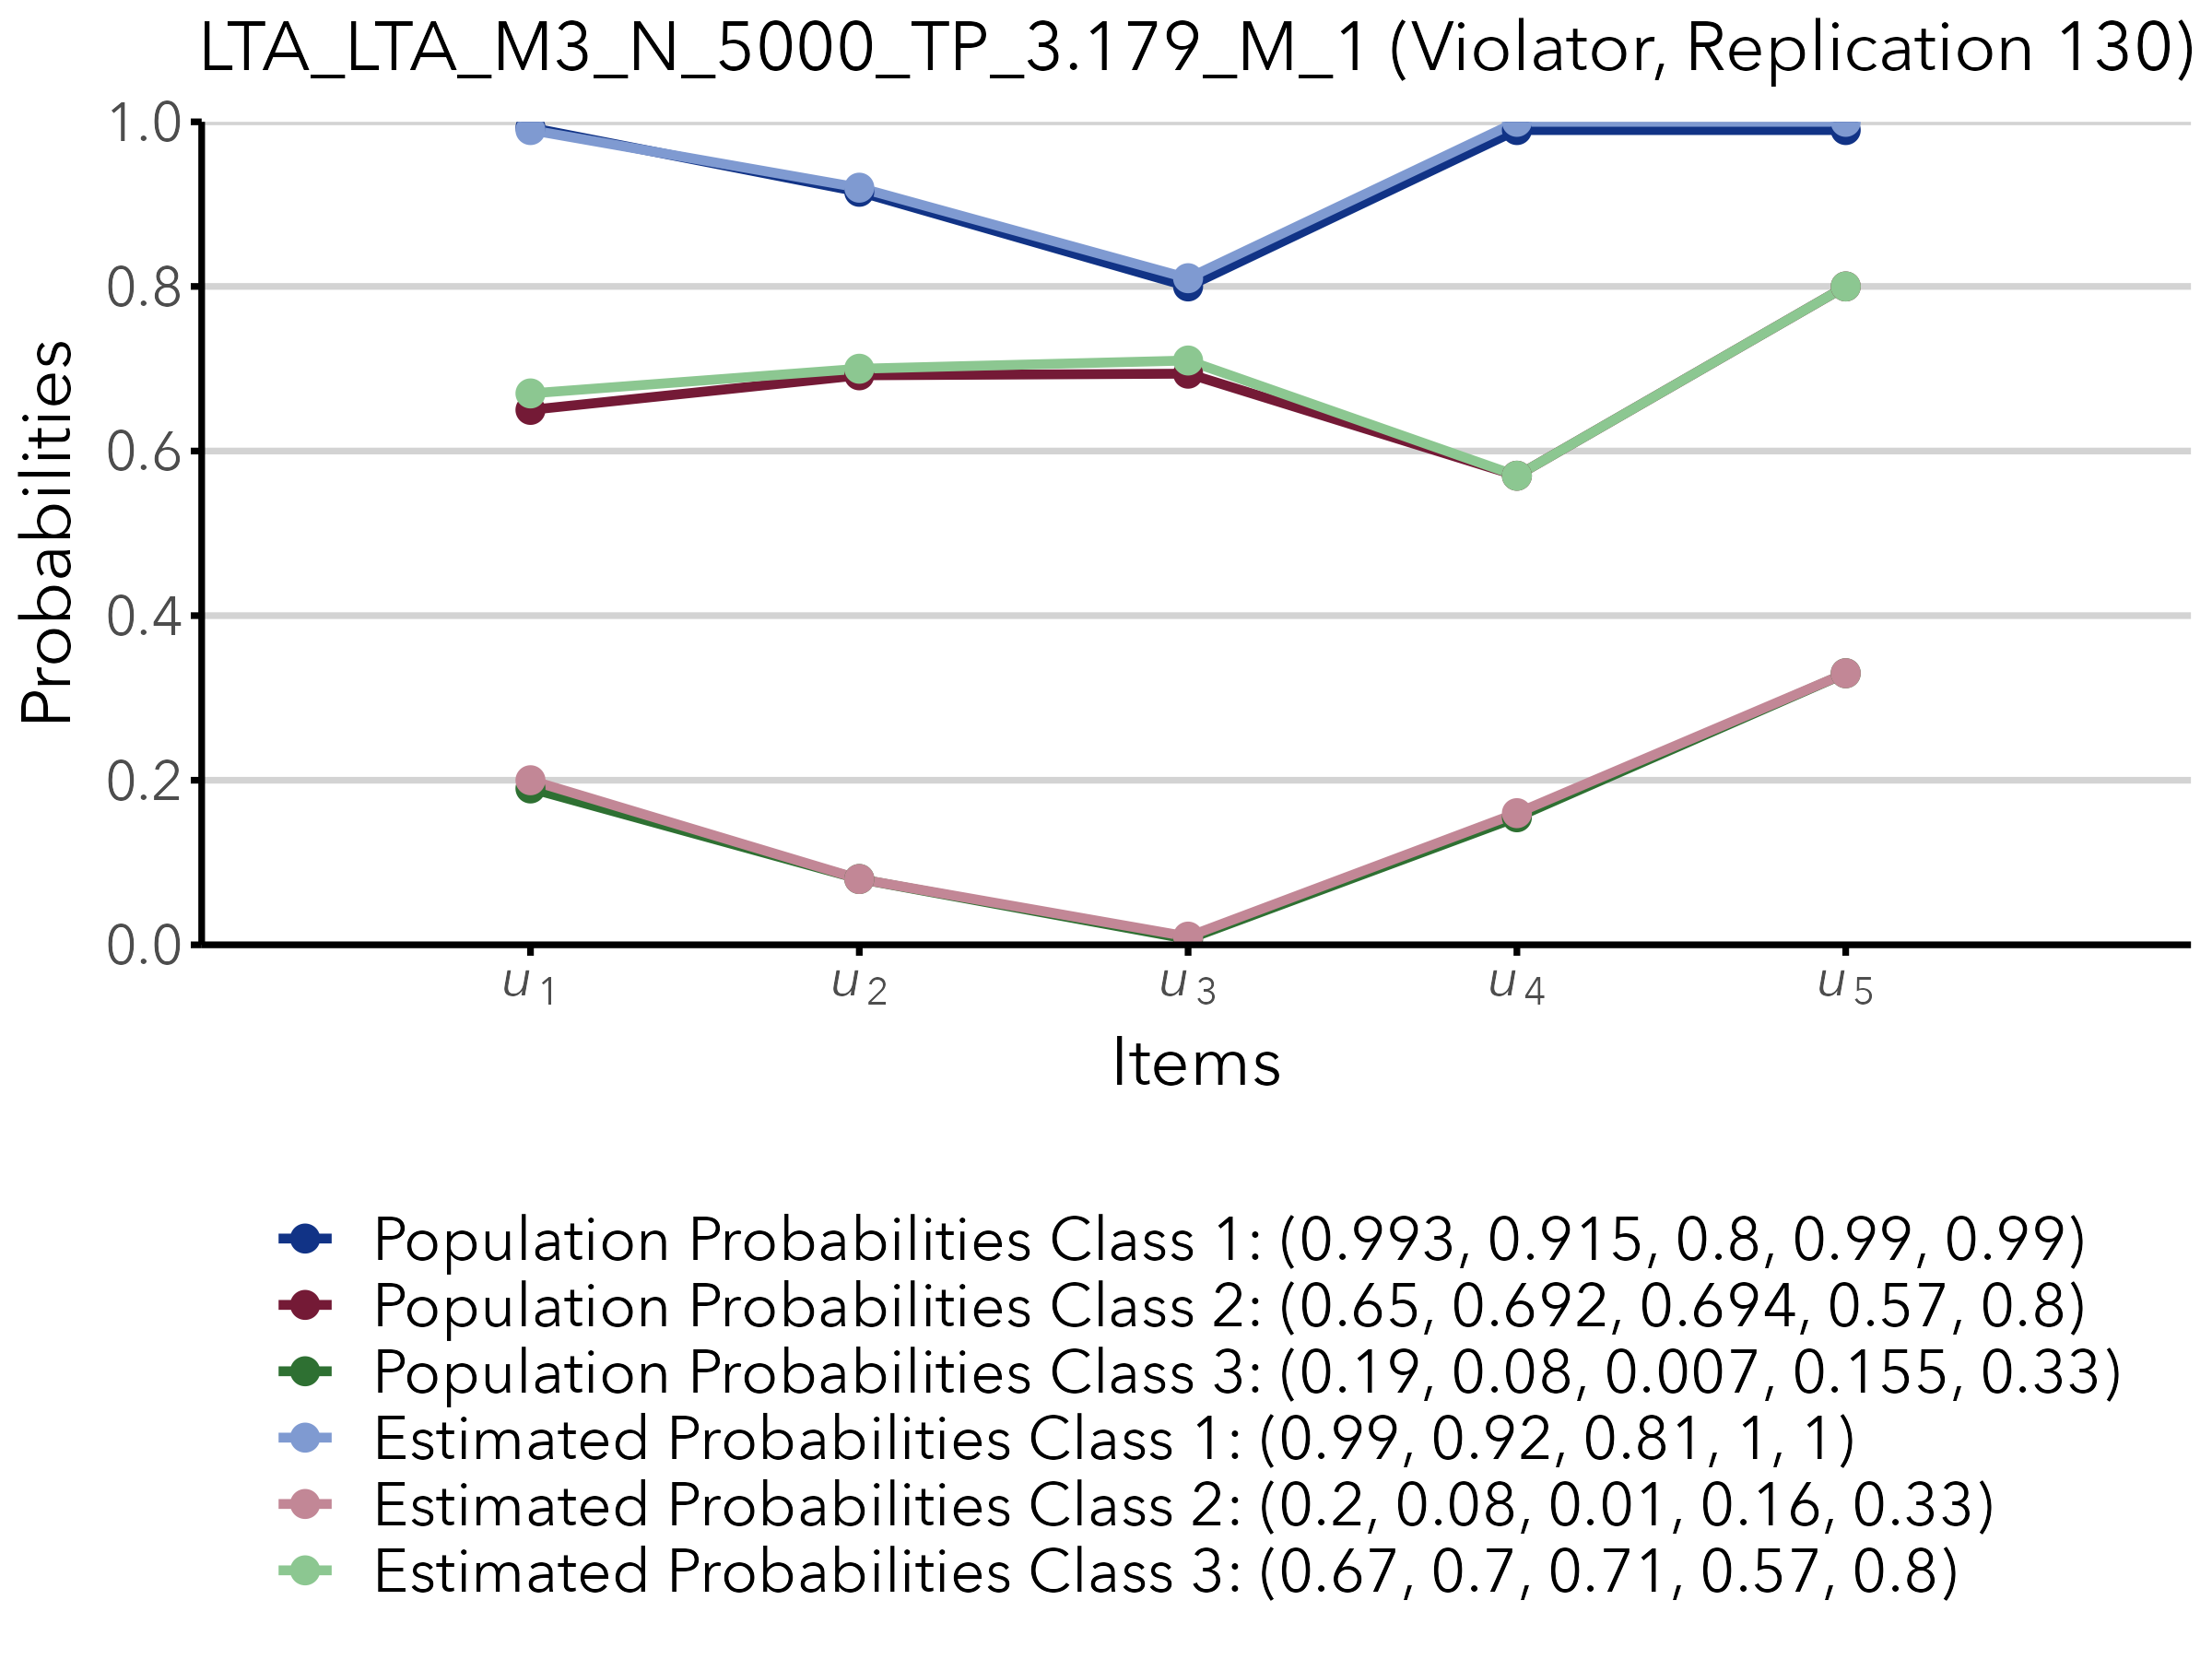 LTA_LTA_M3_N_5000_TP_3.179_M_1 (Violator, Replication 130)
1.0
0.8
0.6
0.4
0.2
0.0
Probabilities
u1 u2 u3 u4 u5
Items
Population Probabilities Class 1: (0.993, 0.915, 0.8, 0.99, 0.99)
Population Probabilities Class 2: (0.65, 0.692, 0.694, 0.57, 0.8)
Population Probabilities Class 3: (0.19, 0.08, 0.007, 0.155, 0.33)
Estimated Probabilities Class 1: (0.99, 0.92, 0.81, 1, 1)
Estimated Probabilities Class 2: (0.2, 0.08, 0.01, 0.16, 0.33)
Estimated Probabilities Class 3: (0.67, 0.7, 0.71, 0.57, 0.8)